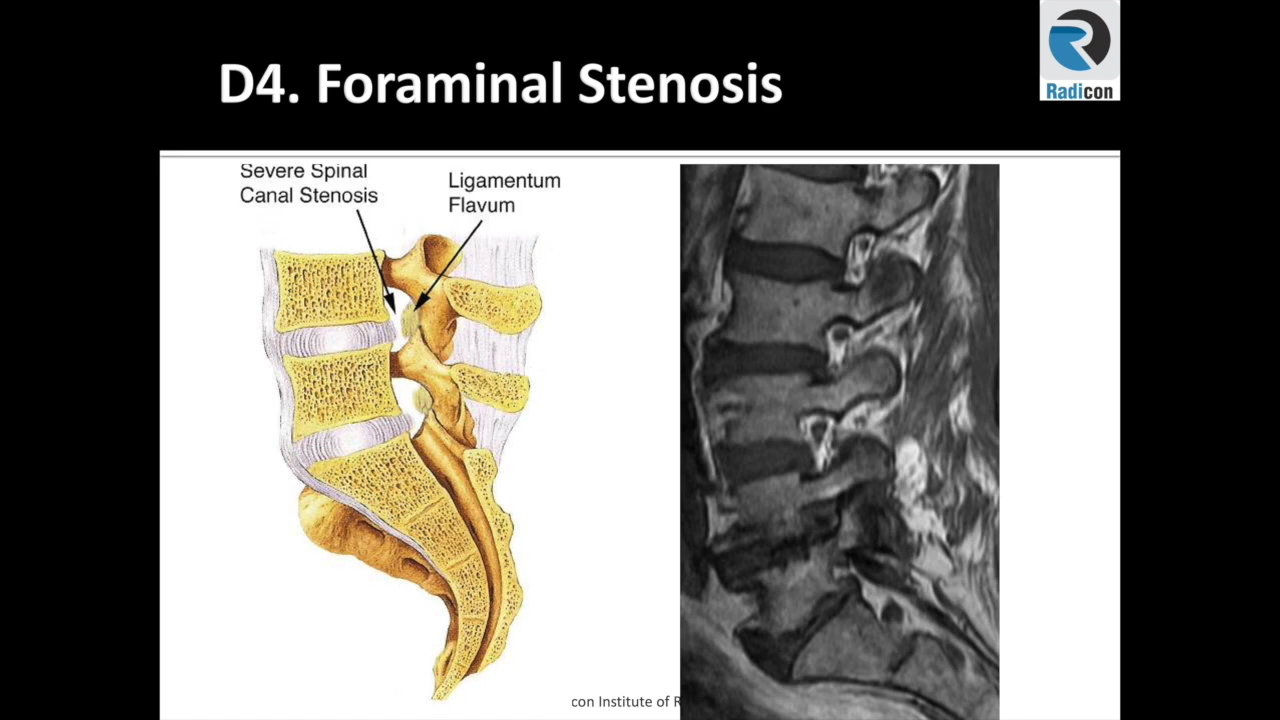 D4. Foraminal Stenosis
Radicon
Severe Spinal
Canal Stenosis
Ligamentum
Flavum
con Institute of R